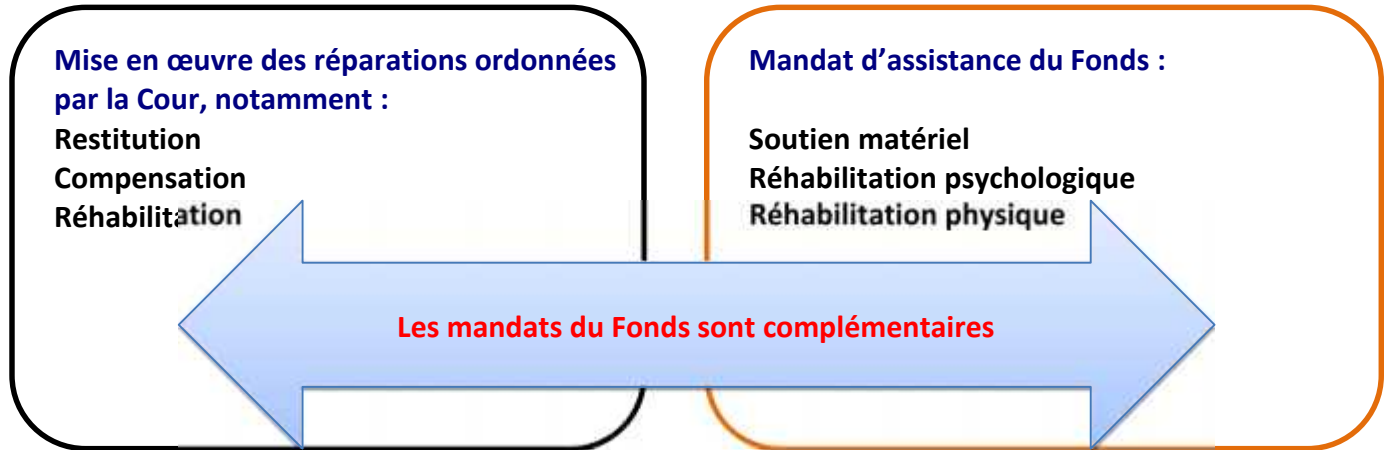 Mise en œuvre des réparations ordonnées
par la Cour, notamment :
Restitution
Compensation
Réhabilitation
Mandat d’assistance du Fonds :
Soutien matériel
Réhabilitation psychologique
Réhabilitation physique
Les mandats du Fonds sont complémentaires